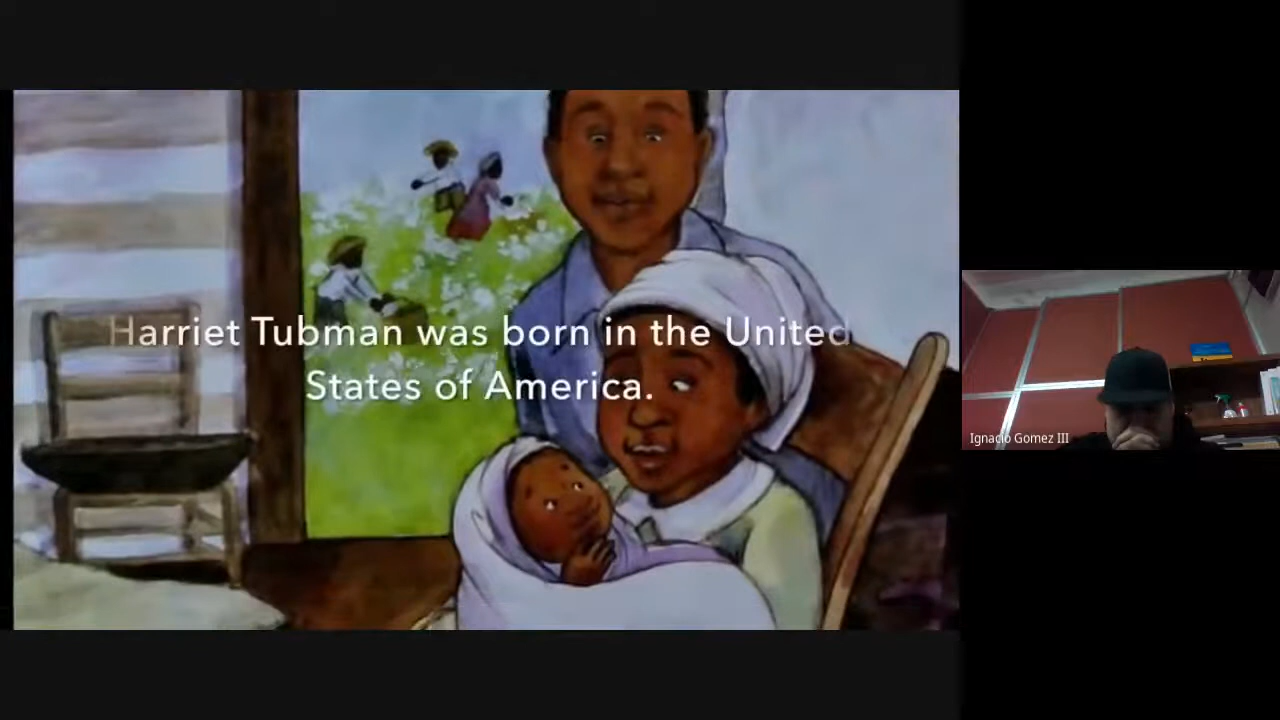 Harriet Tubman was born in the United
States of America.
Ignacio Gomez III